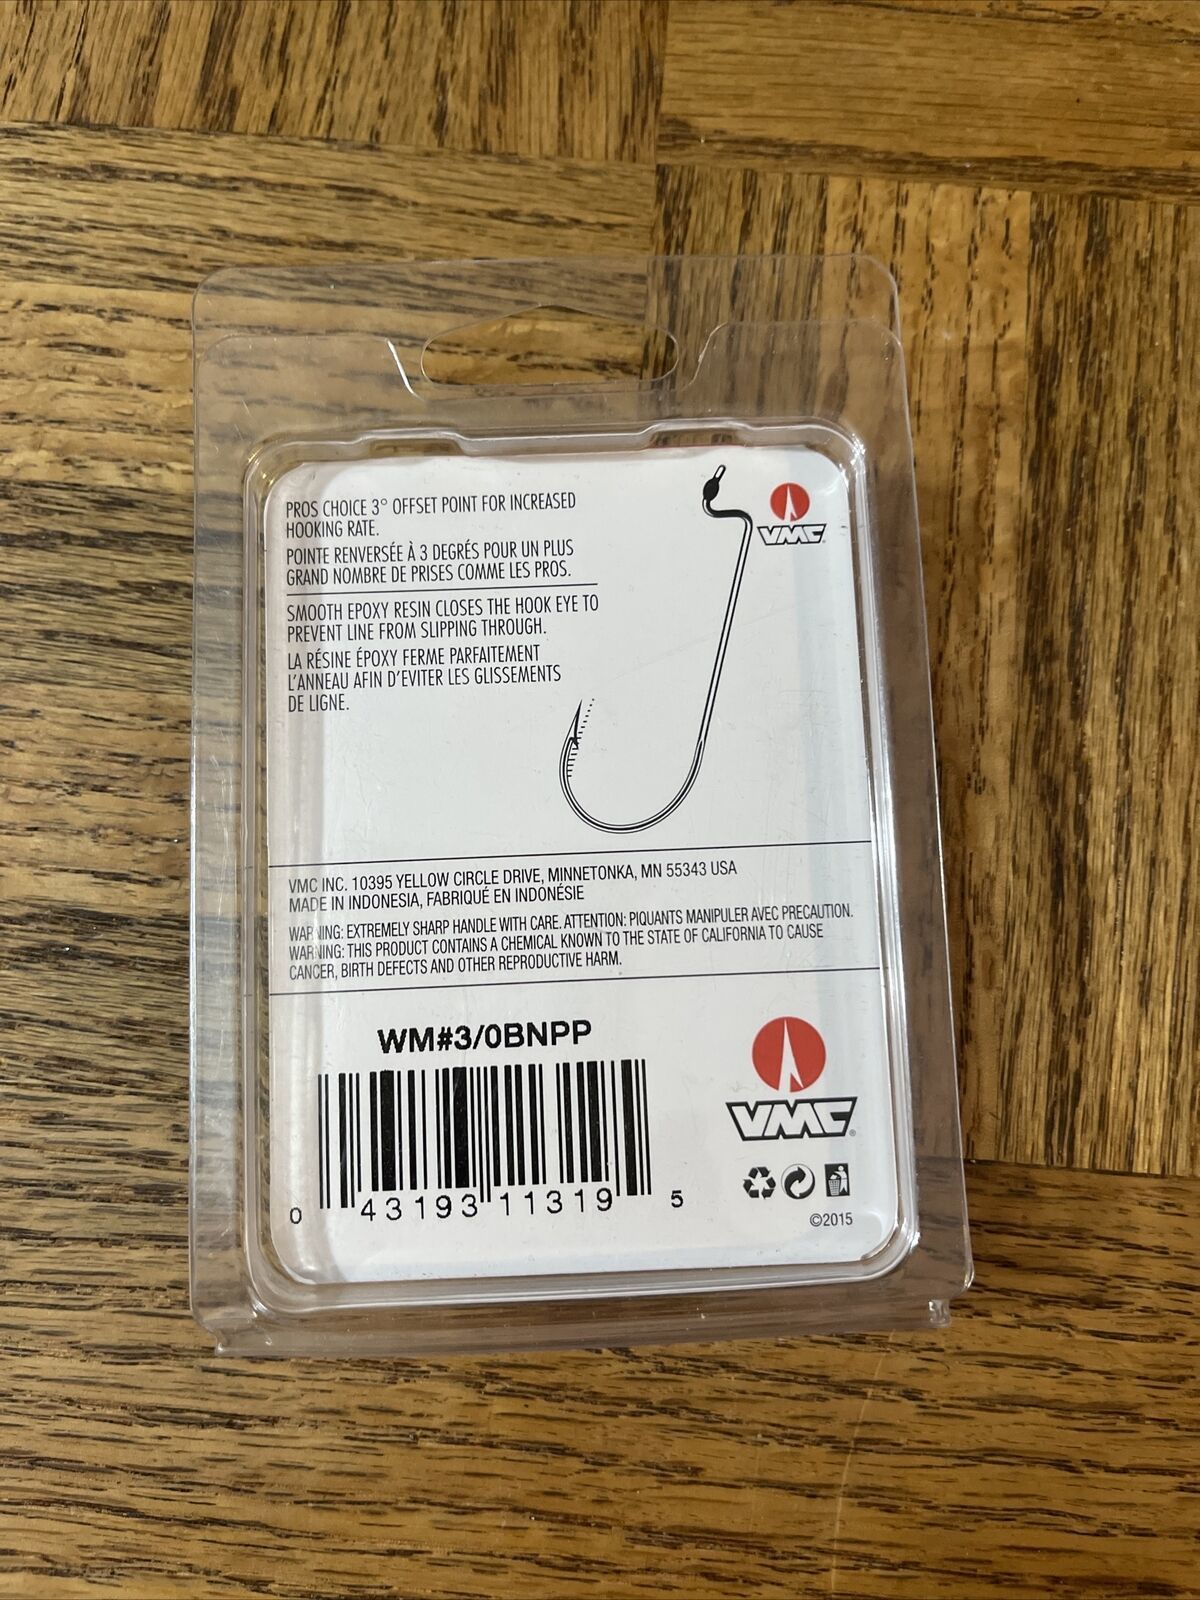 PROS CHOICE 3° OFFSET POINT FOR INCREASED
HOOKING RATE.
POINTE RENVERSÉE À 3 DEGRÉS POUR UN PLUS
GRAND NOMBRE DE PRISES COMME LES PROS.
SMOOTH EPOXY RESIN CLOSES THE HOOK EYE TO
PREVENT LINE FROM SLIPPING THROUGH.
LA RÉSINE ÉPOXY FERME PARFAITEMENT
L'ANNEAU AFIN D'EVITER LES GLISSEMENTS
DE LIGNE.
VMC®
VMC INC. 10395 YELLOW CIRCLE DRIVE, MINNETONKA, MN 55343 USA
MADE IN INDONESIA, FABRIQUÉ EN INDONÉSIE
WARNING: EXTREMELY SHARP HANDLE WITH CARE. ATTENTION: PIQUANTS MANIPULER AVEC PRECAUTION.
WARNING: THIS PRODUCT CONTAINS A CHEMICAL KNOWN TO THE STATE OF CALIFORNIA TO CAUSE
CANCER, BIRTH DEFECTS AND OTHER REPRODUCTIVE HARM.
WM#3/0BNPP
0 43193 11319 5
VMC®
©2015